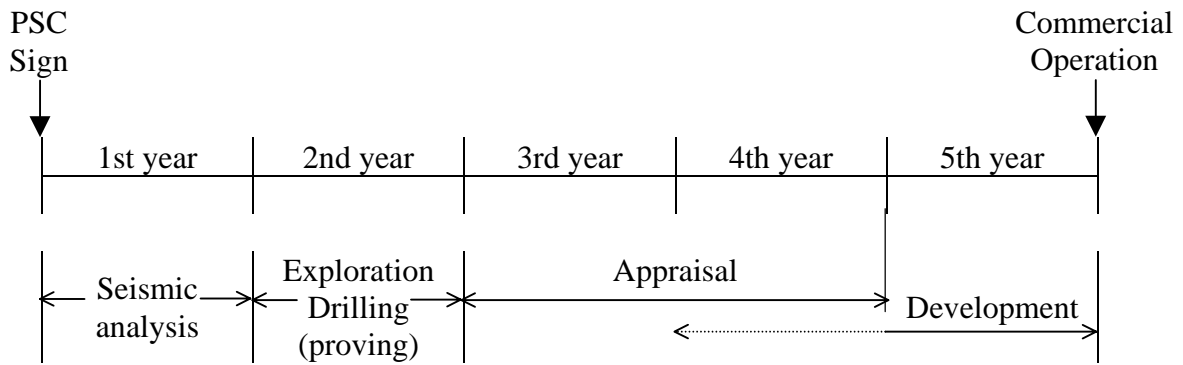 PSC
Sign
Commercial
Operation
1st year
2nd year
3rd year
4th year
5th year
Seismic
analysis
Exploration
Drilling
(proving)
Appraisal
Development